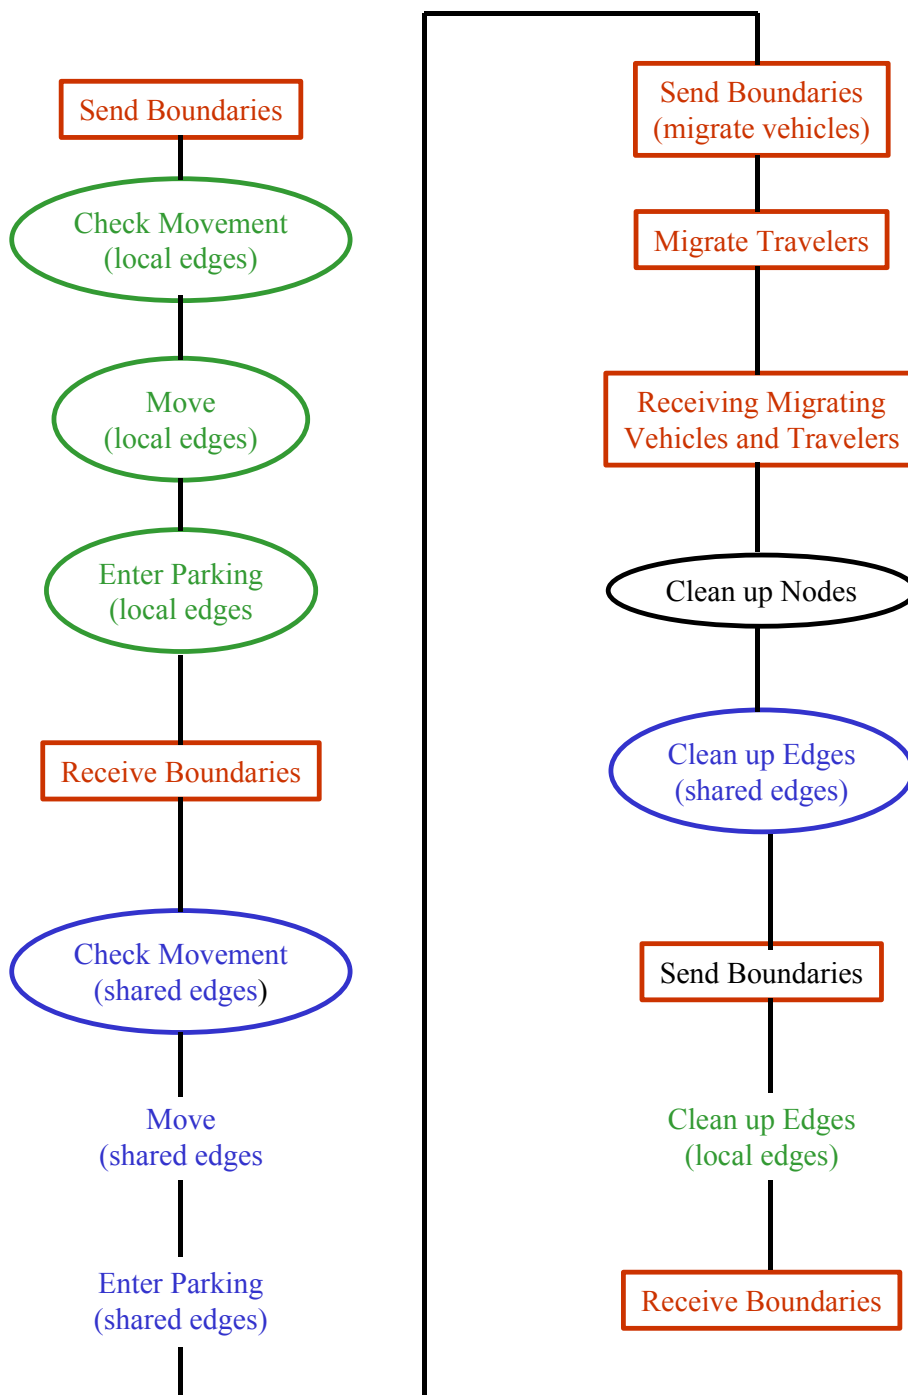 Send Boundaries
Check Movement
(local edges)
Move
(local edges)
Enter Parking
(local edges
Receive Boundaries
Check Movement
(shared edges)
Move
(shared edges
Enter Parking
(shared edges)
Send Boundaries
(migrate vehicles)
Migrate Travelers
Receiving Migrating
Vehicles and Travelers
Clean up Nodes
Clean up Edges
(shared edges)
Send Boundaries
Clean up Edges
(local edges)
Receive Boundaries